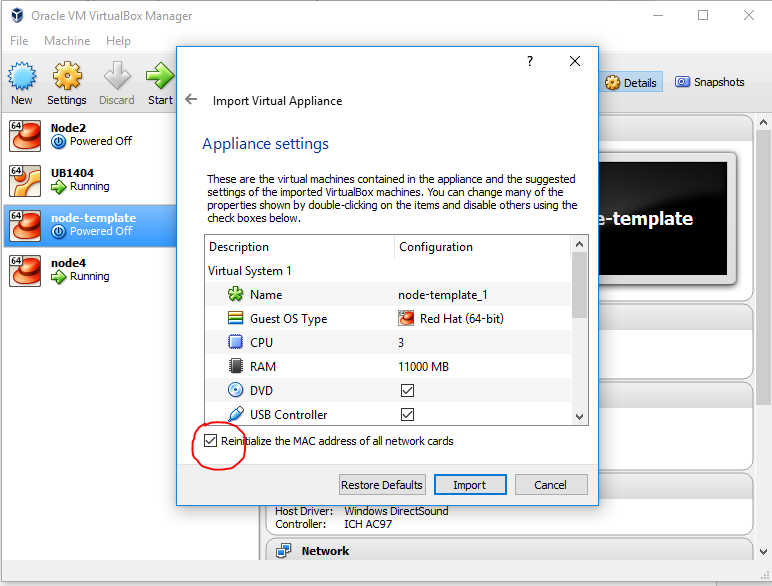 Oracle VM VirtualBox Manager
File Machine Help
New Settings Discard Start
Details Snapshots
64 Node2
Powered Off
64 UB1404
Running
64 node-template
Powered Off
64 node4
Running
e-template
?
Import Virtual Appliance
Appliance settings
These are the virtual machines contained in the appliance and the suggested
settings of the imported VirtualBox machines. You can change many of the
properties shown by double-clicking on the items and disable others using the
check boxes below.
Description Configuration
Virtual System 1
Name node-template_1
Guest OS Type Red Hat (64-bit)
CPU 3
RAM 11000 MB
DVD
USB Controller
Reinitialize the MAC address of all network cards
Restore Defaults Import Cancel
Host Driver: Windows DirectSound
Controller: ICH AC97
Network